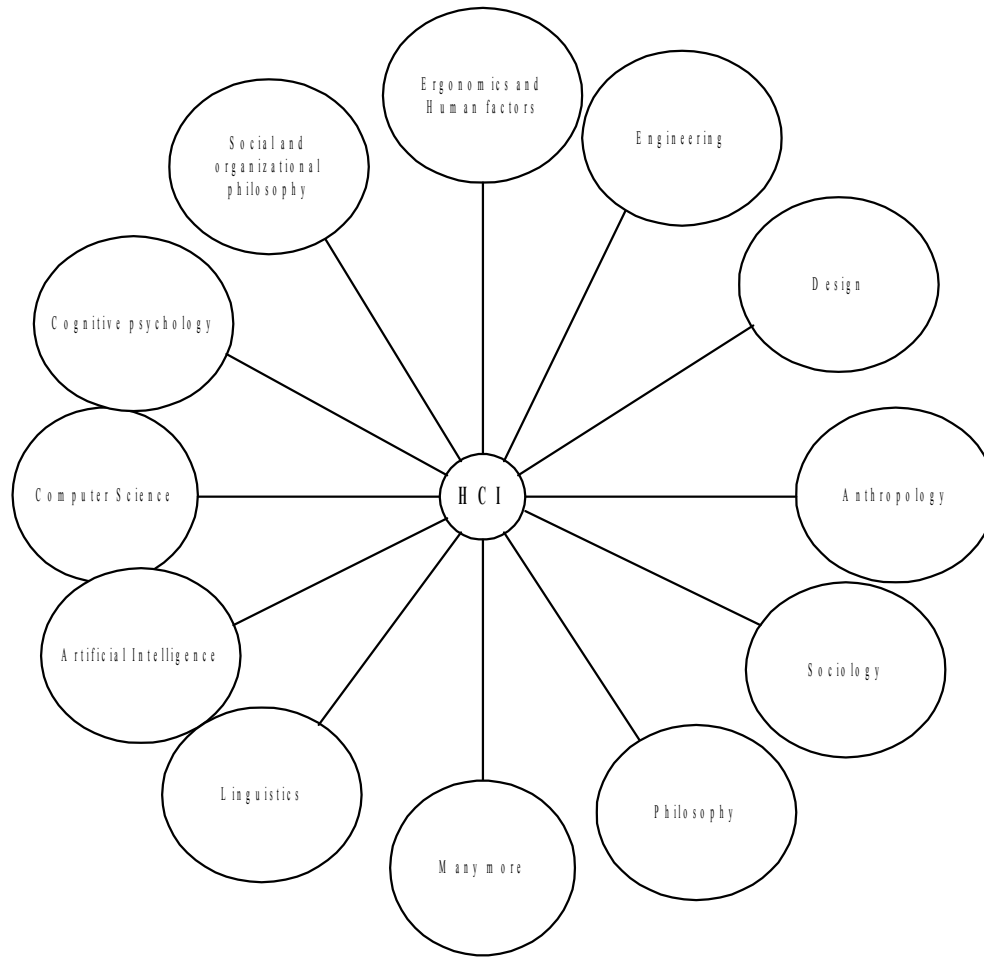 Ergonomics and
Human factors
Engineering
Social and
organizational
philosophy
Design
Cognitive psychology
Computer Science
HCI
Anthropology
Artificial Intelligence
Sociology
Linguistics
Philosophy
Many more